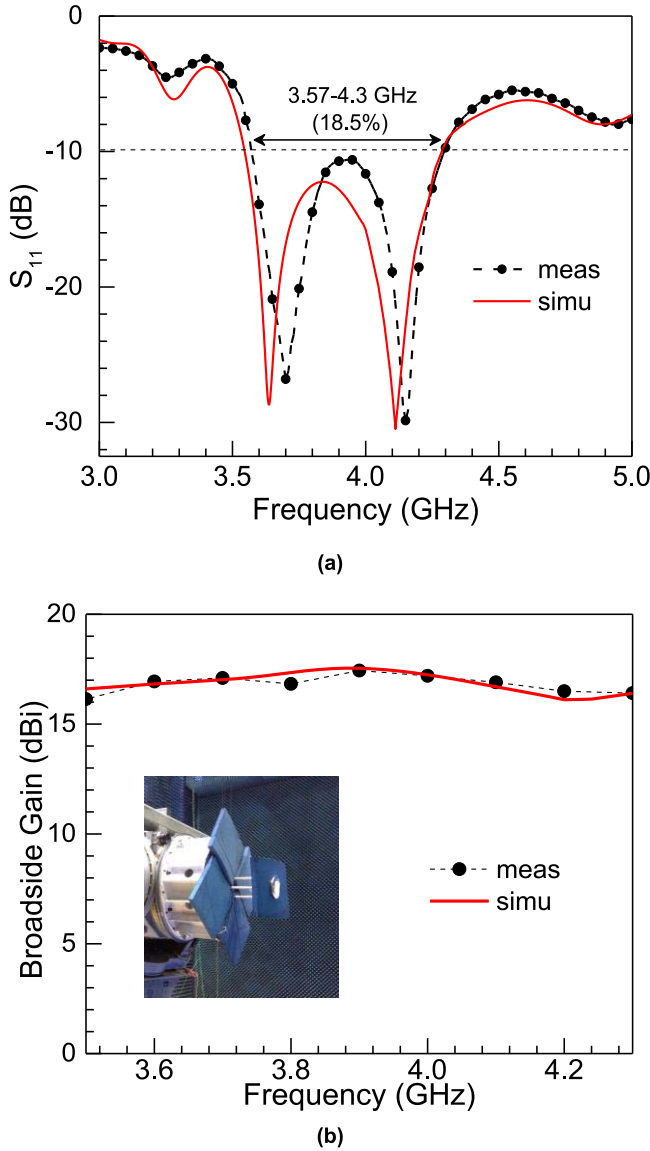 0
-10
-20
-30
S11 (dB)
3.57-4.3 GHz
(18.5%)
meas
simu
3.0 3.5 4.0 4.5 5.0
Frequency (GHz)
(a)
20
15
10
5
0
Broadside Gain (dBi)
meas
simu
3.6 3.8 4.0 4.2
Frequency (GHz)
(b)